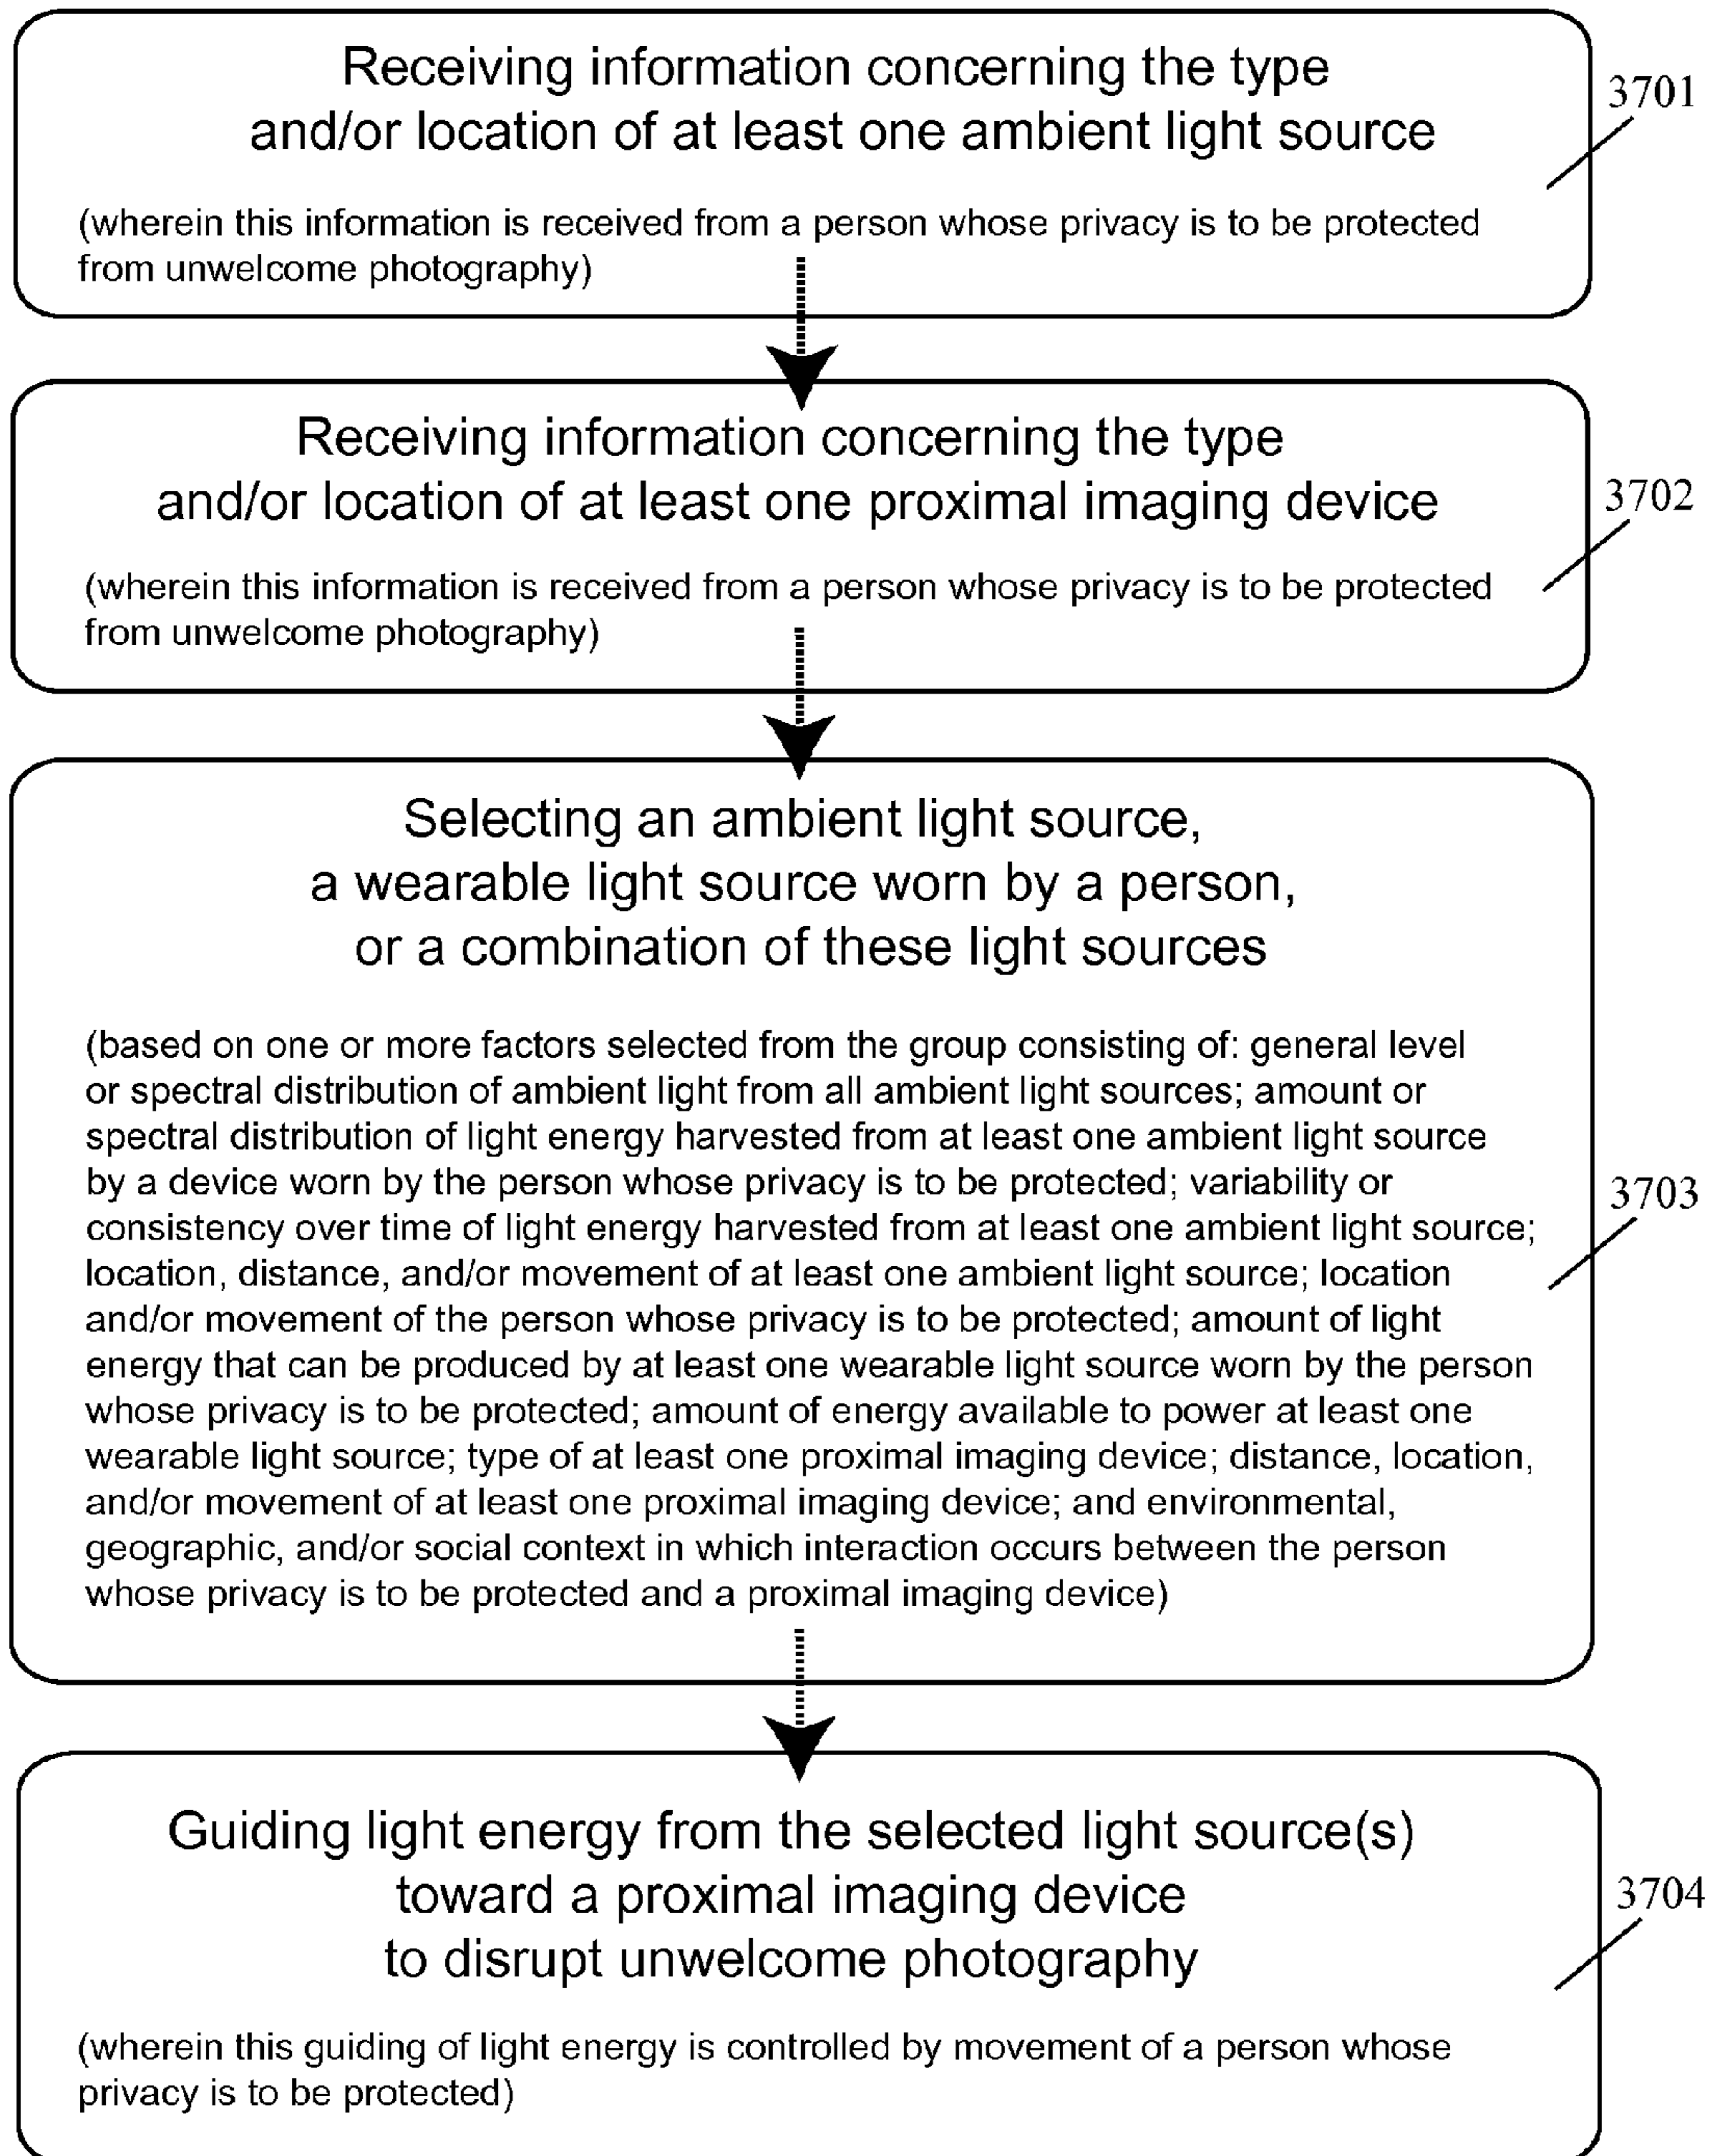 Receiving information concerning the type
and/or location of at least one ambient light source
3701
(wherein this information is received from a person whose privacy is to be protected
from unwelcome photography)
Receiving information concerning the type
and/or location of at least one proximal imaging device
3702
(wherein this information is received from a person whose privacy is to be protected
from unwelcome photography)
Selecting an ambient light source,
a wearable light source worn by a person,
or a combination of these light sources
(based on one or more factors selected from the group consisting of: general level
or spectral distribution of ambient light from all ambient light sources; amount or
spectral distribution of light energy harvested from at least one ambient light source
by a device worn by the person whose privacy is to be protected; variability or
3703
consistency over time of light energy harvested from at least one ambient light source;
location, distance, and/or movement of at least one ambient light source; location
and/or movement of the person whose privacy is to be protected; amount of light
energy that can be produced by at least one wearable light source worn by the person
whose privacy is to be protected; amount of energy available to power at least one
wearable light source; type of at least one proximal imaging device; distance, location,
and/or movement of at least one proximal imaging device; and environmental,
geographic, and/or social context in which interaction occurs between the person
whose privacy is to be protected and a proximal imaging device)
Guiding light energy from the selected light source(s)
toward a proximal imaging device
3704
to disrupt unwelcome photography
(wherein this guiding of light energy is controlled by movement of a person whose
privacy is to be protected)